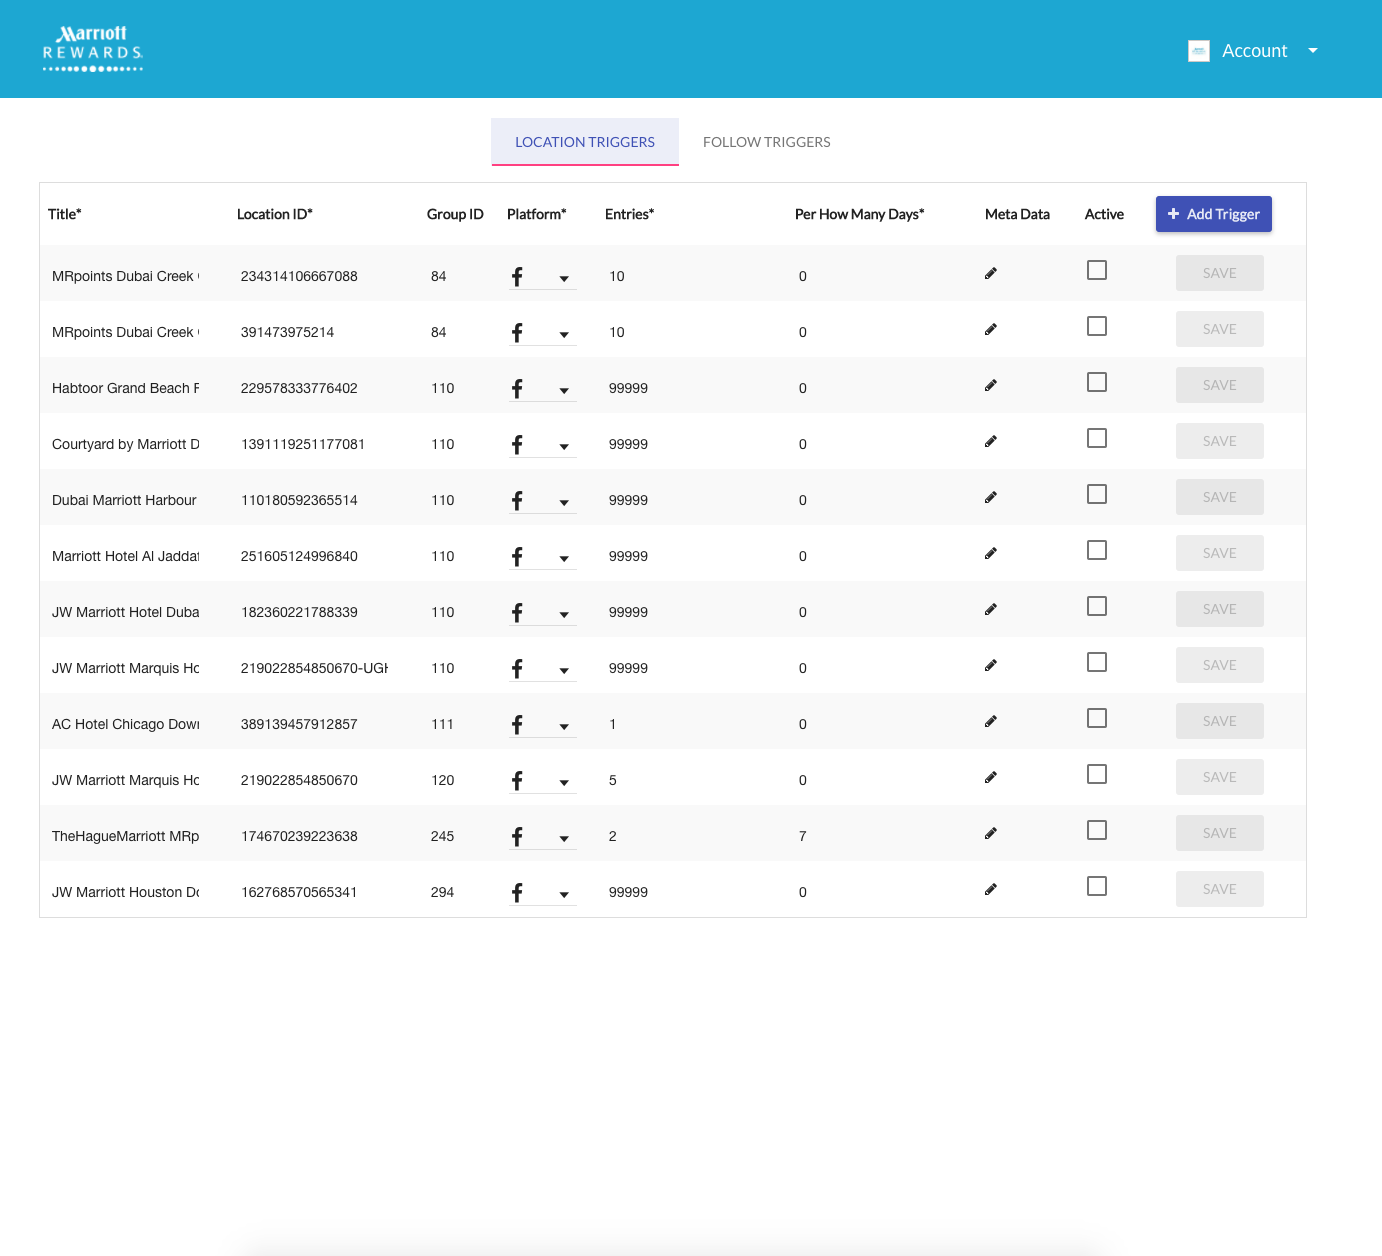 Marriott
REWARDS.
Account
LOCATION TRIGGERS FOLLOW TRIGGERS
Title* Location ID* Group ID Platform* Entries* Per How Many Days* Meta Data Active + Add Trigger
MRpoints Dubai Creek 234314106667088 84 10 0 SAVE
MRpoints Dubai Creek 391473975214 84 10 0 SAVE
Habtoor Grand Beach 229578333776402 110 99999 0 SAVE
Courtyard by Marriott D 1391119251177081 110 99999 0 SAVE
Dubai Marriott Harbour 110180592365514 110 99999 0 SAVE
Marriott Hotel Al Jaddaf 251605124996840 110 99999 0 SAVE
JW Marriott Hotel Duba 182360221788339 110 99999 0 SAVE
JW Marriott Marquis Ho 219022854850670-UGH 110 99999 0 SAVE
AC Hotel Chicago Down 389139457912857 111 1 0 SAVE
JW Marriott Marquis Ho 219022854850670 120 5 0 SAVE
TheHagueMarriott MRp 174670239223638 245 2 7 SAVE
JW Marriott Houston Do 162768570565341 294 99999 0 SAVE